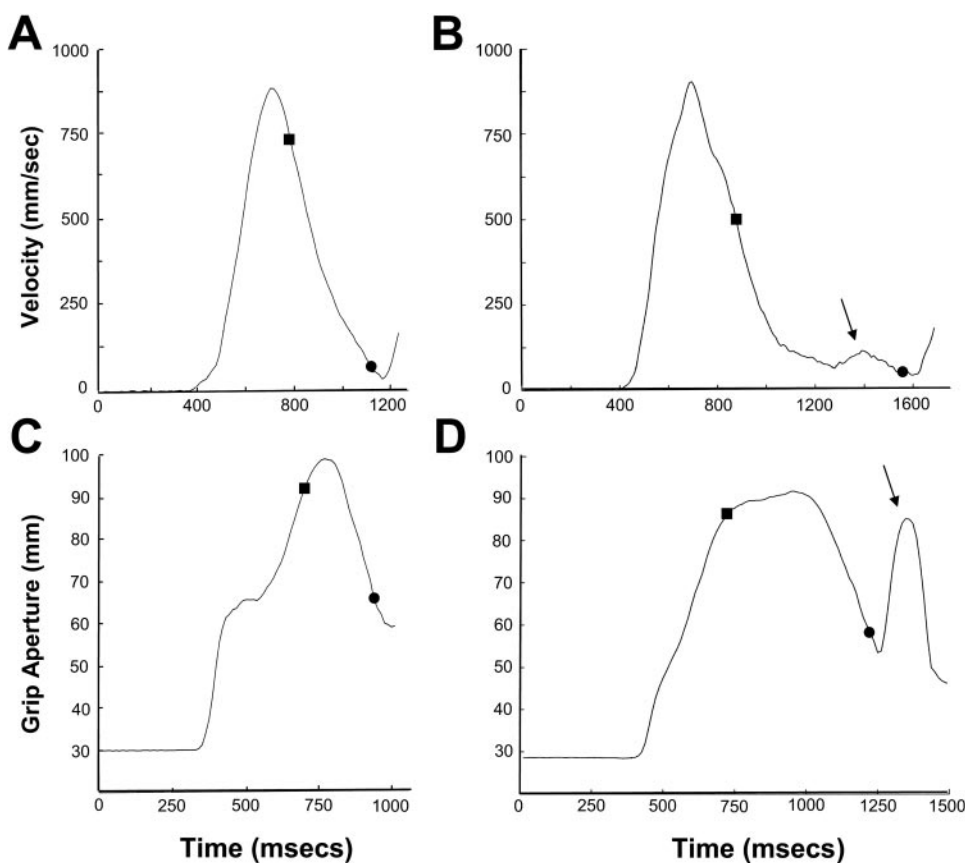 A
1000
750
500
250
0
0 400 800 1200
Velocity (mm/sec)
B
1000
750
500
250
0
0 400 800 1200 1600
C
100
90
80
70
60
50
40
30
0 250 500 750 1000
Grip Aperture (mm)
Time (msecs)
D
100
90
80
70
60
50
40
30
0 250 500 750 1000 1250 1500
Time (msecs)